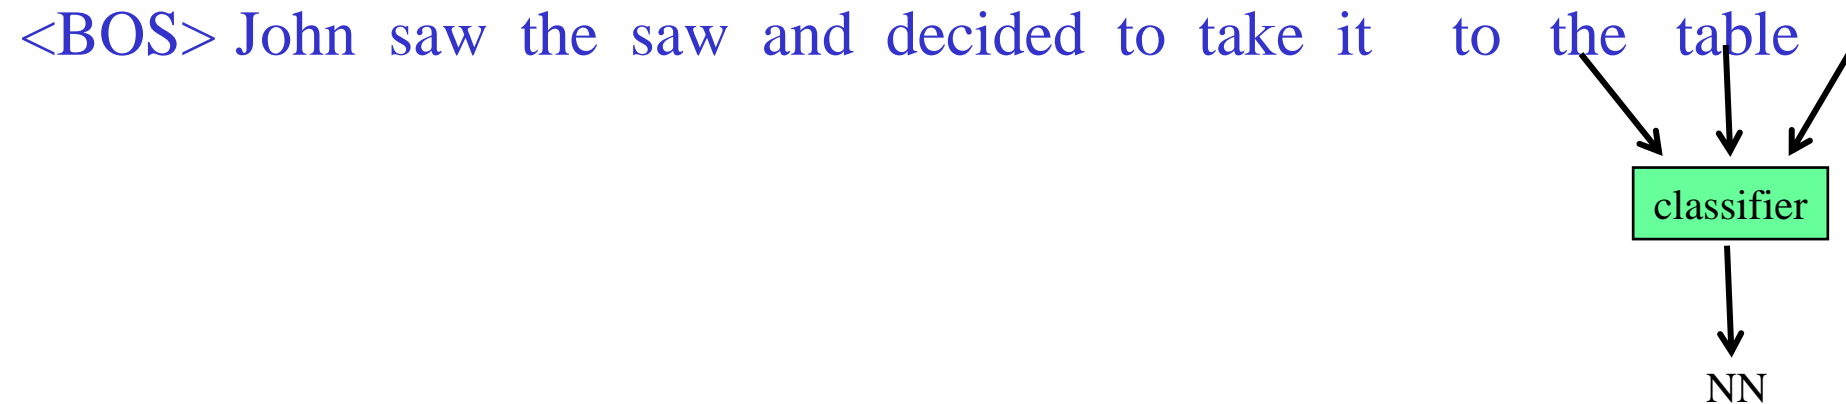 <BOS> John saw the saw and decided to take it to the table
classifier
NN